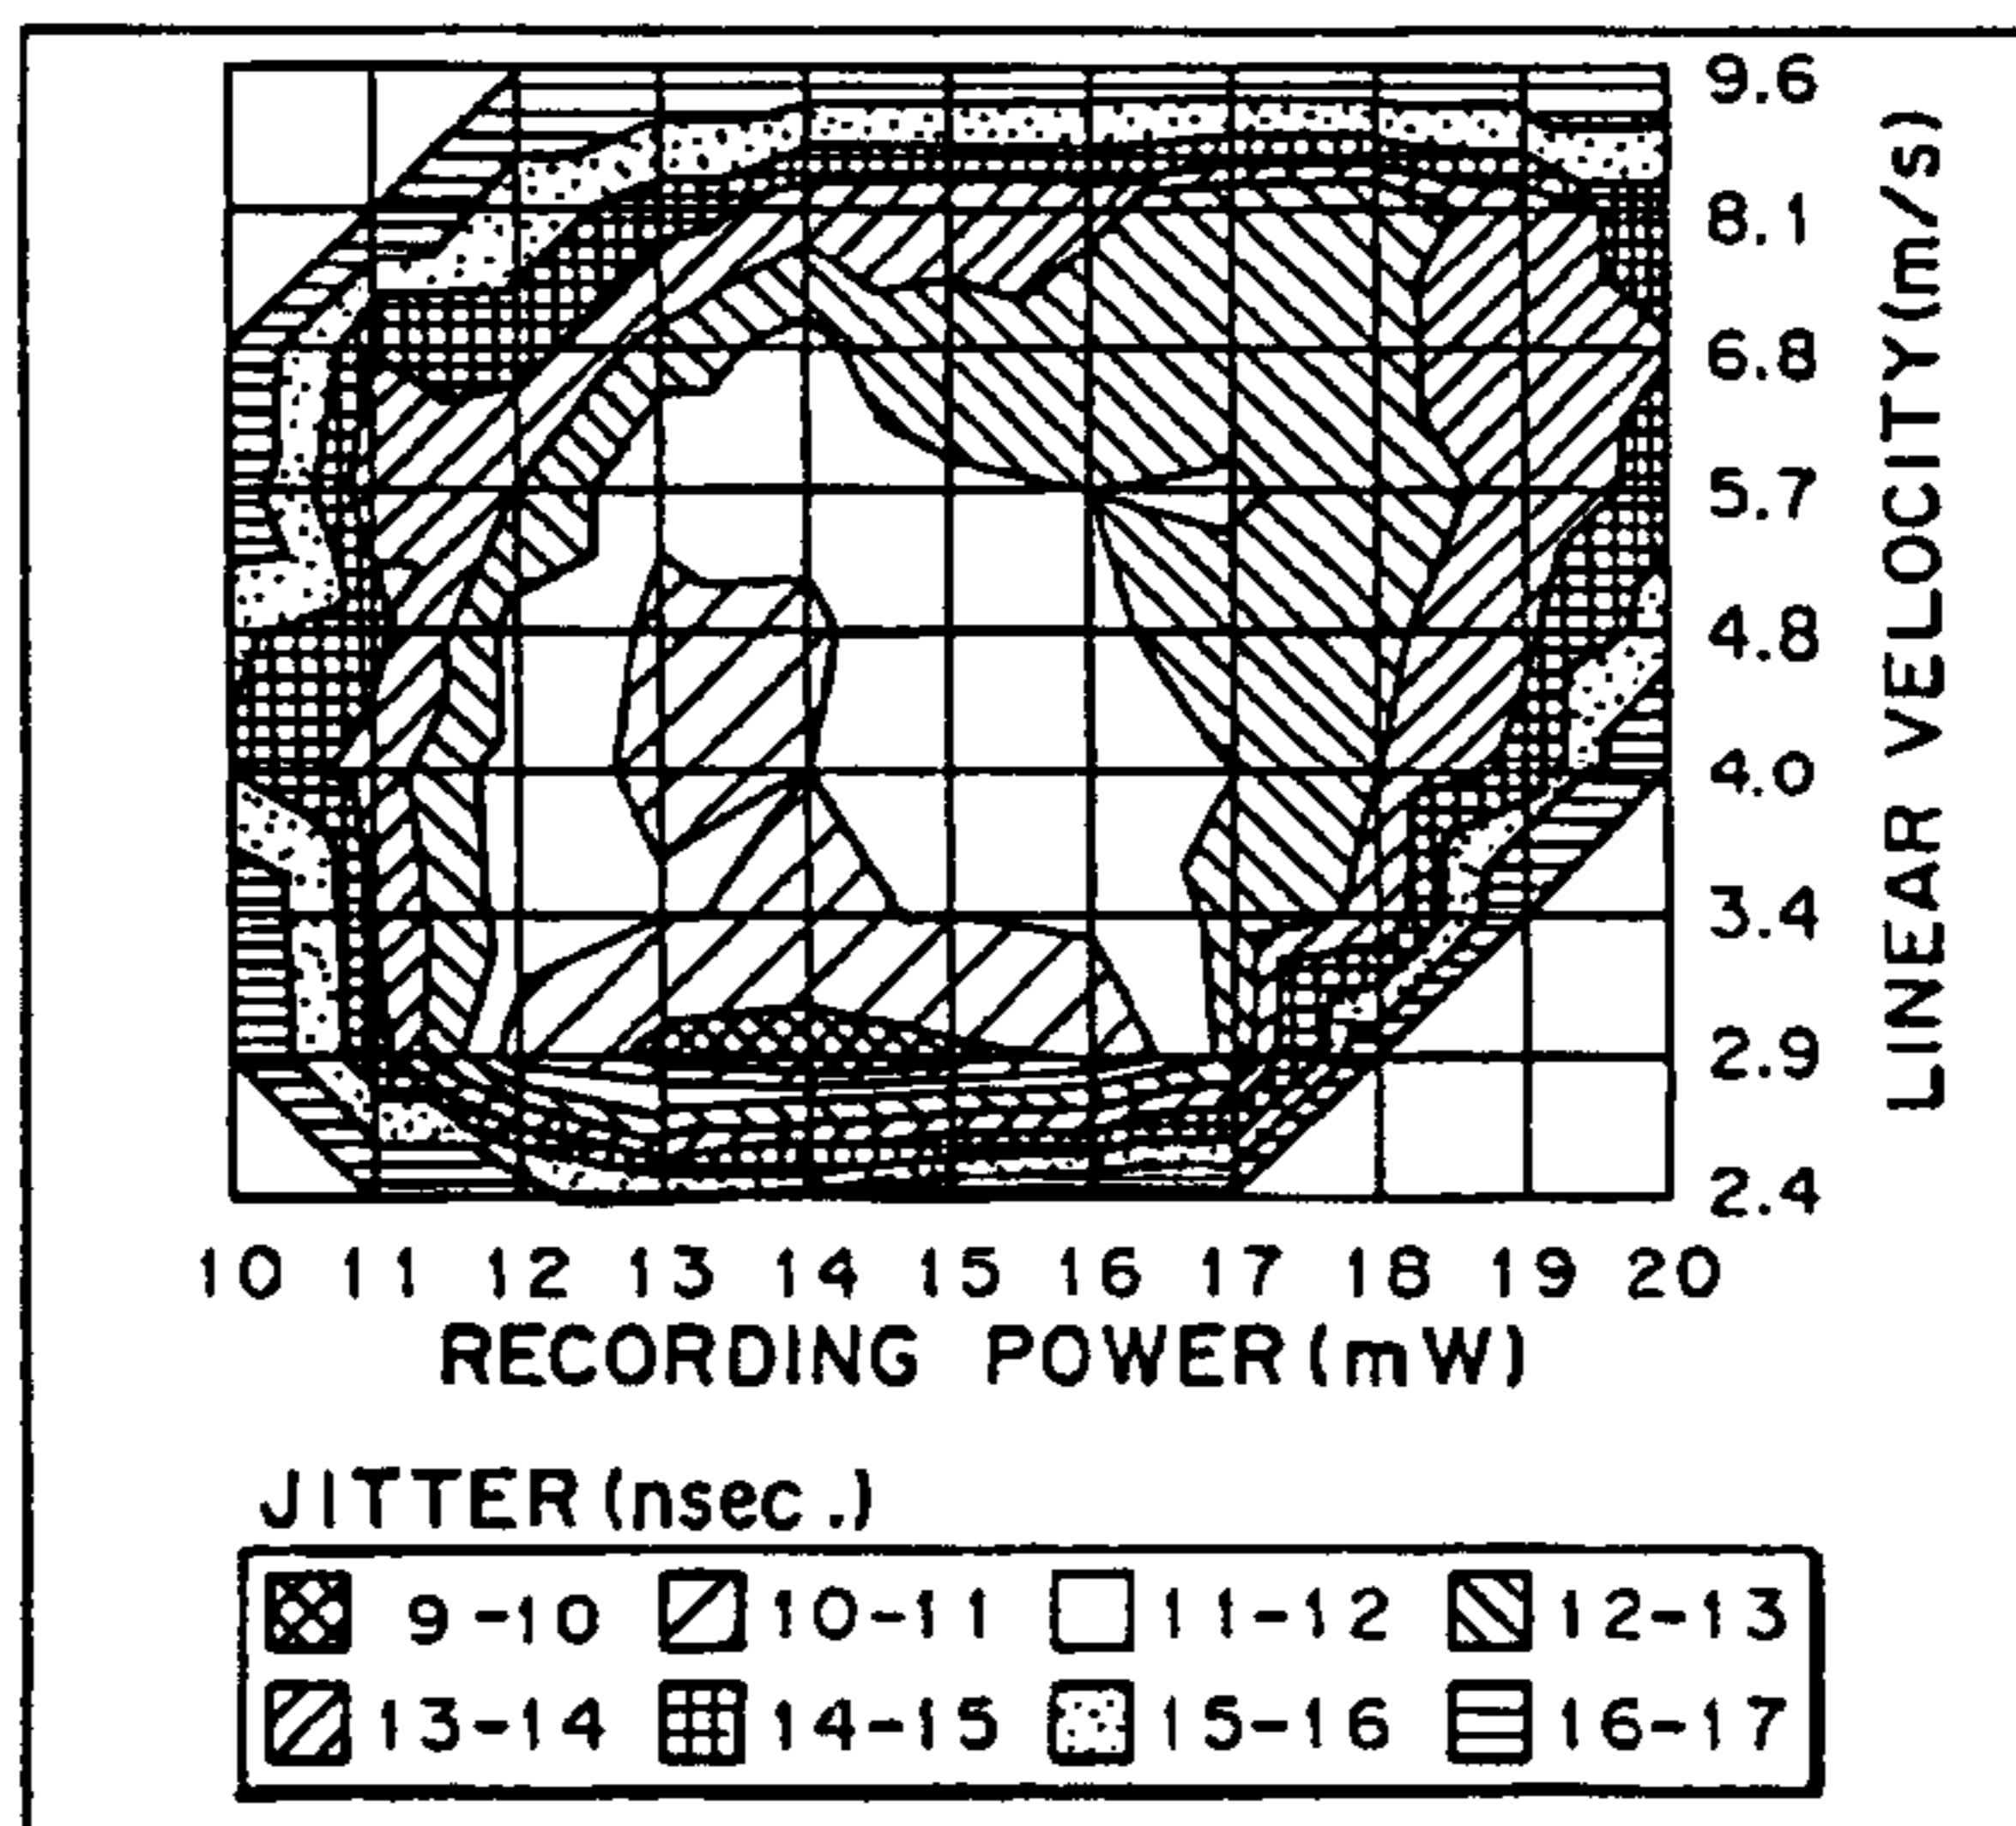 9.6
8.1
6.8
5.7
4.8
4.0
3.4
2.9
2.4
LINEAR VELOCITY (m/s)
10 11 12 13 14 15 16 17 18 19 20
RECORDING POWER (mW)
JITTER (nsec.)
9-10 10-11 11-12 12-13
13-14 14-15 15-16 16-17